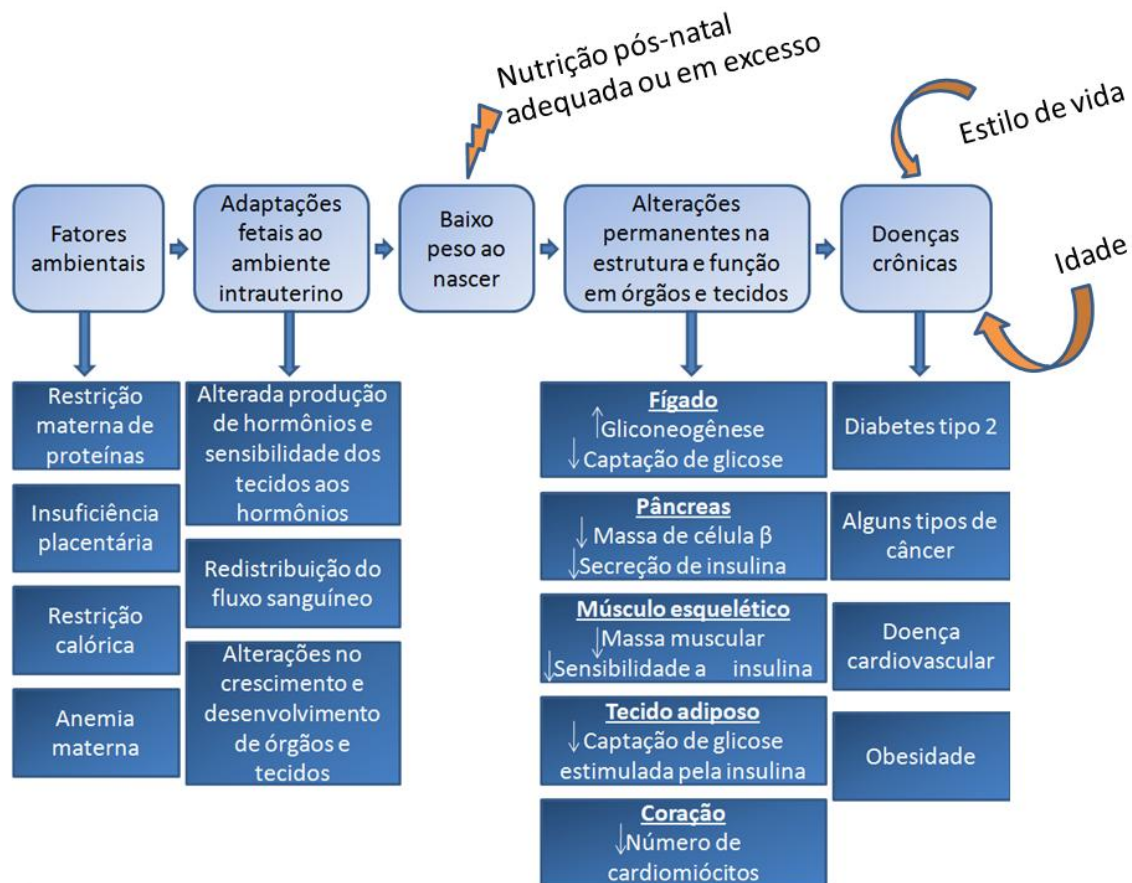 Nutrição pós-natal
adequada ou em excesso
Estilo de vida
Fatores
ambientais
Adaptações
fetais ao
ambiente
intrauterino
Baixo
peso ao
nascer
Alterações
permanentes na
estrutura e função
em órgãos e tecidos
Doenças
crônicas
Idade
Restrição
materna de
proteínas
Insuficiência
placentária
Restrição
calórica
Anemia
materna
Alterada produção
de hormônios e
sensibilidade dos
tecidos aos
hormônios
Redistribuição do
fluxo sanguíneo
Alterações no
crescimento e
desenvolvimento
de órgãos e
tecidos
Fígado
↑Gliconeogênese
↓ Captação de glicose
Pâncreas
↓ Massa de célula β
↓Secreção de insulina
Músculo esquelético
↓Massa muscular
↓Sensibilidade a insulina
Tecido adiposo
↓ Captação de glicose
estimulada pela insulina
Coração
↓Número de
cardiomiócitos
Diabetes tipo 2
Alguns tipos de
câncer
Doença
cardiovascular
Obesidade